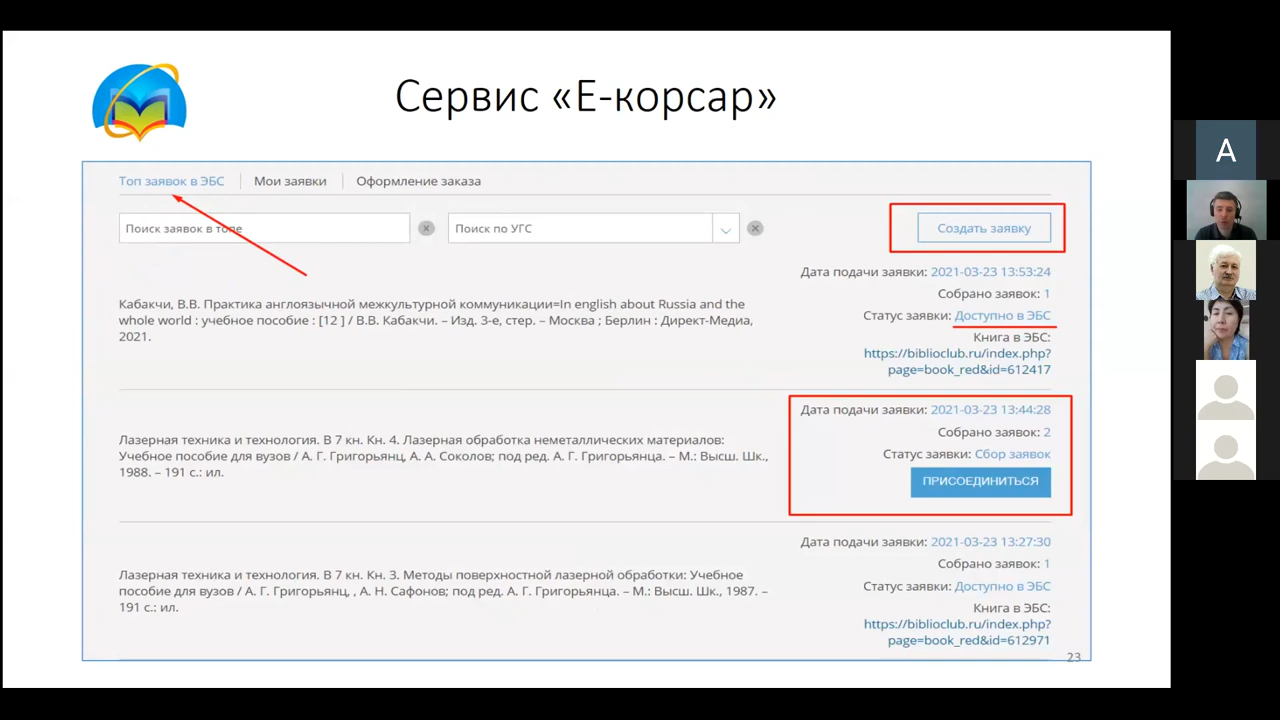 Сервис «Е-корсар»
Топ заявок в ЭБС
Мои заявки
Оформление заказа
Поиск заявок в топе
Поиск по УГС
Создать заявку
Дата подачи заявки: 2021-03-23 13:53:24
Собрано заявок: 1
Статус заявки: Доступно в ЭБС
Книга в ЭБС:
https://biblioclub.ru/index.php?
page=book_red&id=612417
Кабакчи, В.В. Практика англоязычной межкультурной коммуникации=In english about Russia and the
whole world : учебное пособие : [12 ] / В.В. Кабакчи. – Изд. 3-е, стер. – Москва ; Берлин : Директ-Медиа,
2021.
Дата подачи заявки: 2021-03-23 13:44:28
Собрано заявок: 2
Статус заявки: Сбор заявок
ПРИСОЕДИНИТЬСЯ
Лазерная техника и технология. В 7 кн. Кн. 4. Лазерная обработка неметаллических материалов:
Учебное пособие для вузов / А. Г. Григорьянц, А. А. Соколов; под ред. А. Г. Григорьянца. – М.: Высш. Шк.,
1988. – 191 с.: ил.
Дата подачи заявки: 2021-03-23 13:27:30
Собрано заявок: 1
Статус заявки: Доступно в ЭБС
Книга в ЭБС:
https://biblioclub.ru/index.php?
page=book_red&id=612971
Лазерная техника и технология. В 7 кн. Кн. 3. Методы поверхностной лазерной обработки: Учебное
пособие для вузов / А. Г. Григорьянц, , А. Н. Сафонов; под ред. А. Г. Григорьянца. – М.: Высш. Шк., 1987. –
191 с.: ил.
23
А